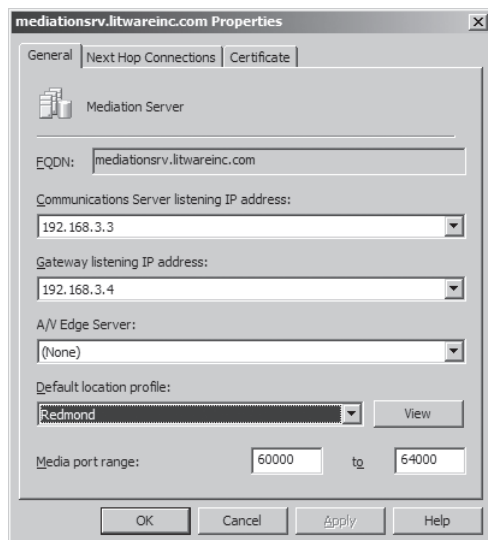 mediationsrv.litwareinc.com Properties
General Next Hop Connections Certificate
Mediation Server
FQDN: mediationsrv.litwareinc.com
Communications Server listening IP address:
192.168.3.3
Gateway listening IP address:
192.168.3.4
A/V Edge Server:
(None)
Default location profile:
Redmond View
Media port range: 60000 to 64000
OK Cancel Apply Help